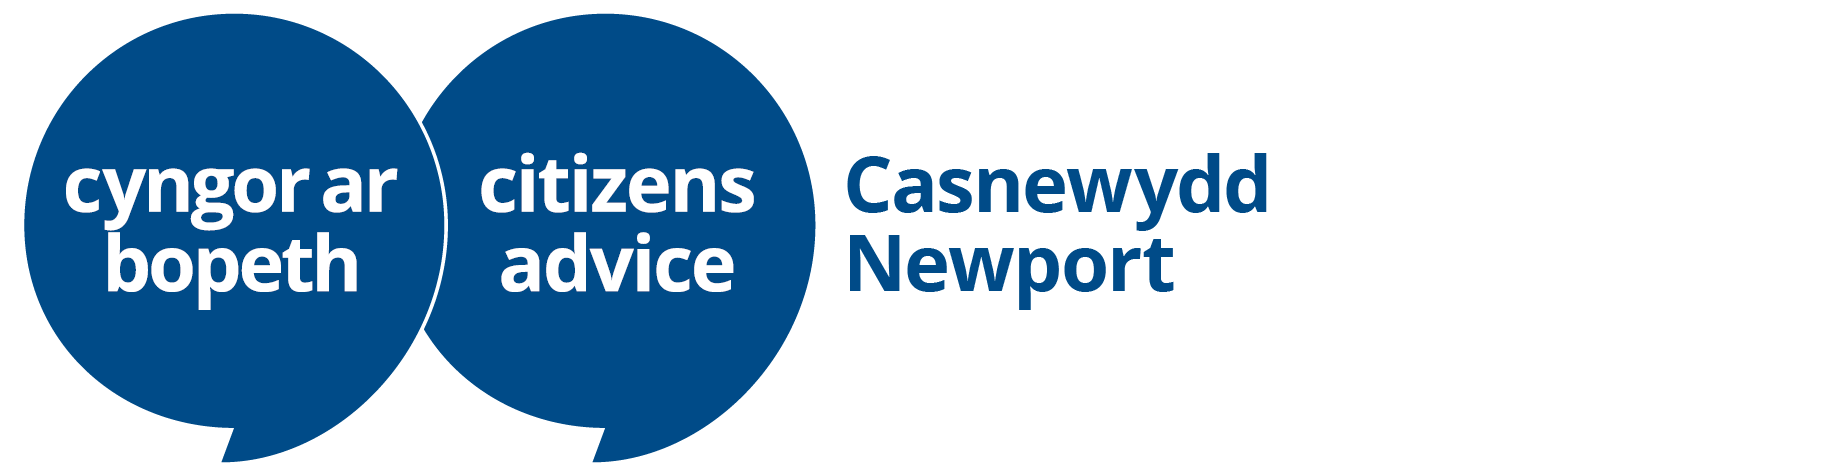 cyngor ar
bopeth
citizens
advice
Casnewydd
Newport